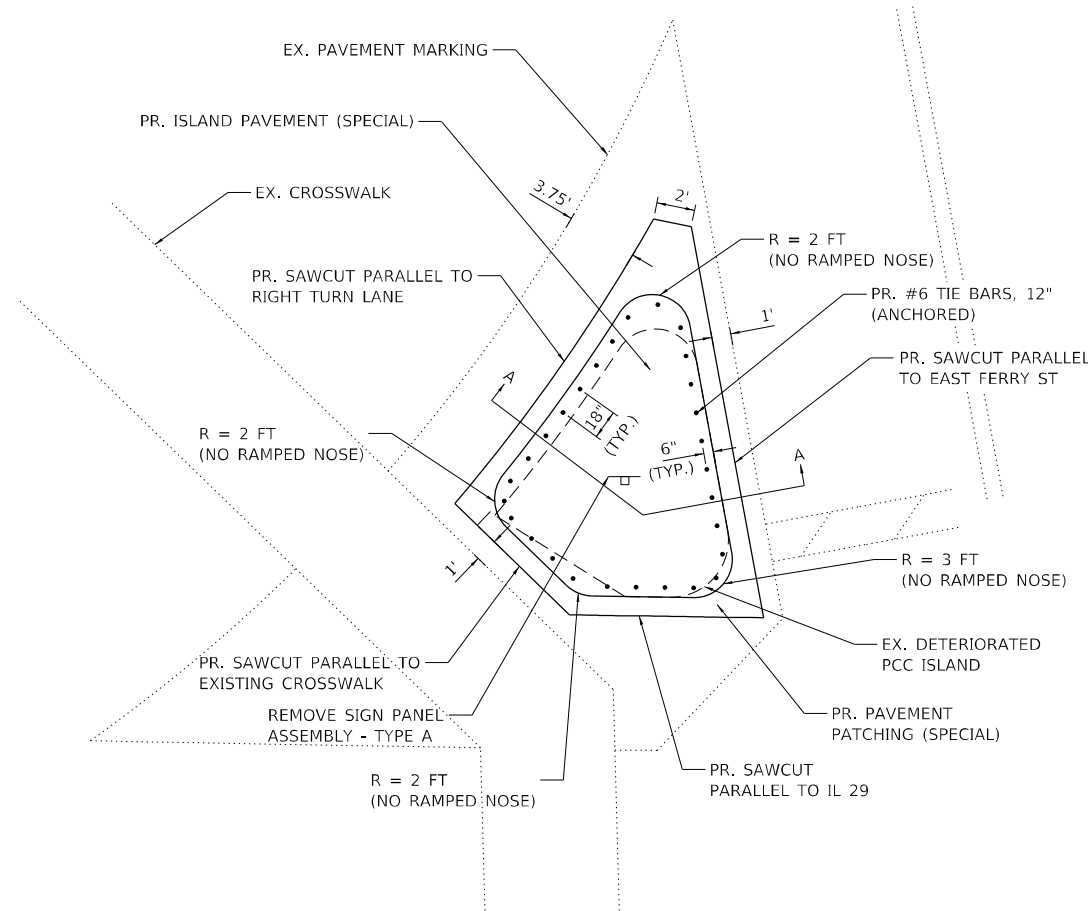 EX. PAVEMENT MARKING
PR. ISLAND PAVEMENT (SPECIAL)
EX. CROSSWALK
3.75'
2'
R = 2 FT
(NO RAMPED NOSE)
PR. SAWCUT PARALLEL TO
RIGHT TURN LANE
PR. #6 TIE BARS, 12"
(ANCHORED)
1'
PR. SAWCUT PARALLEL
TO EAST FERRY ST
A
18"
(TYP.)
R = 2 FT
(NO RAMPED NOSE)
6"
(TYP.)
A
1'
R = 3 FT
(NO RAMPED NOSE)
EX. DETERIORATED
PCC ISLAND
PR. SAWCUT PARALLEL TO
EXISTING CROSSWALK
REMOVE SIGN PANEL
ASSEMBLY - TYPE A
PR. PAVEMENT
PATCHING (SPECIAL)
R = 2 FT
(NO RAMPED NOSE)
PR. SAWCUT
PARALLEL TO IL 29